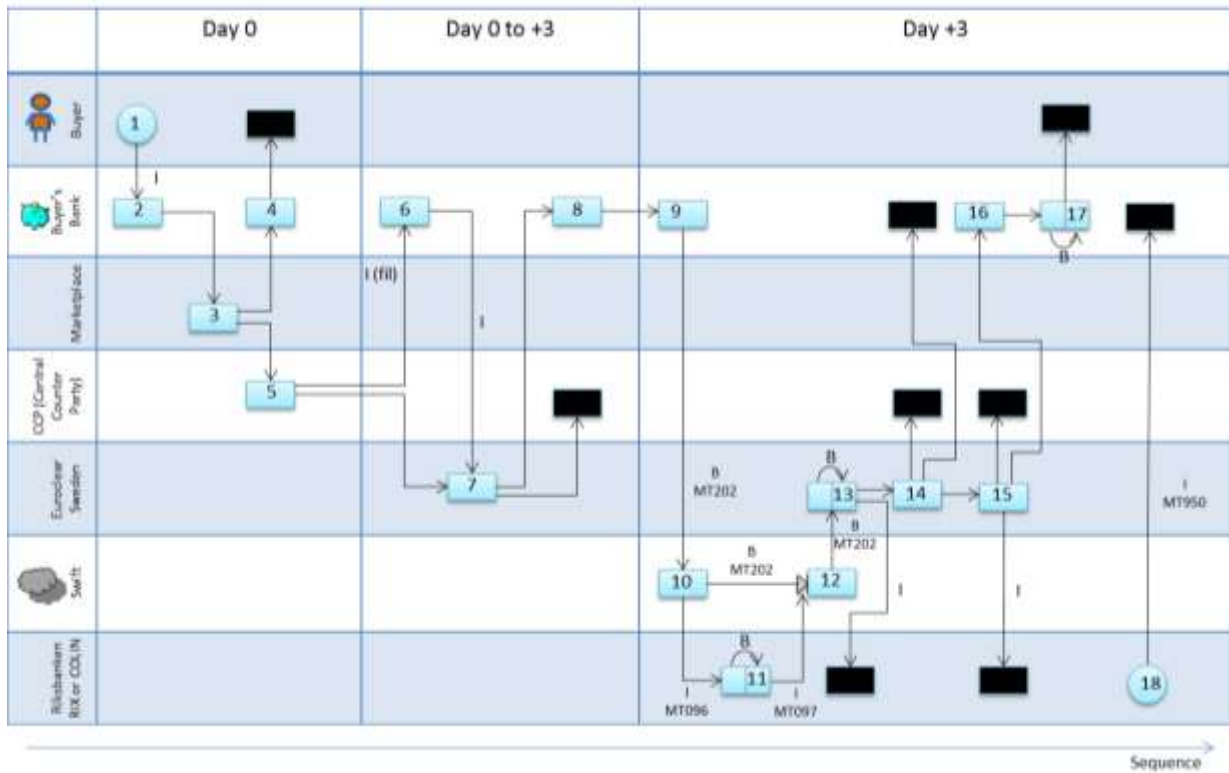 Day 0
Day 0 to +3
Day +3
Buyer
1
I
Buyer's
Bank
2
4
6
8
9
16
17
B
Marketplace
3
I (fil)
I
CCP (Central
Counter
Party)
5
Euroclear
Sweden
7
B
MT202
B
13
14
15
I
MT950
B
MT202
Swift
10
B
MT202
12
I
I
Riksbanken
RIX or COLIN
B
11
18
I
MT096
I
MT097
Sequence